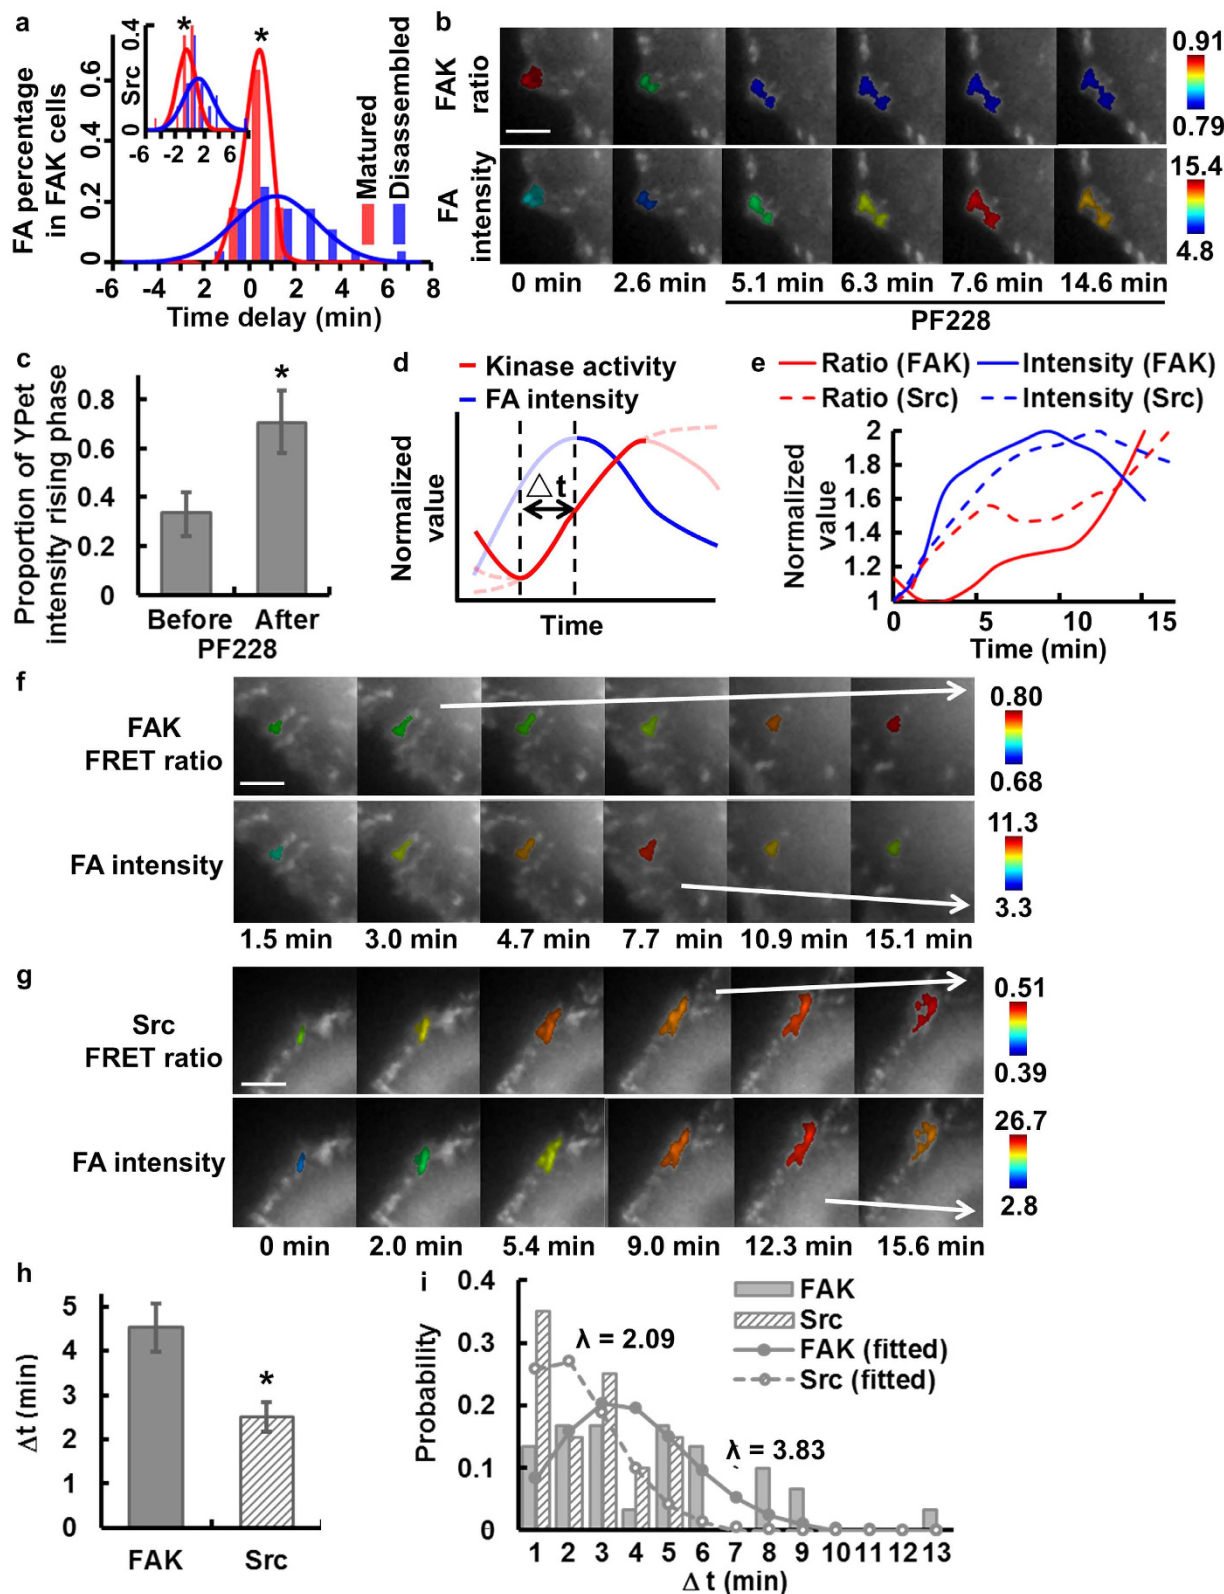 a
Src
0.4
0
-6 -2 2 6
*
*
FA percentage
in FAK cells
0.6
0.4
0.2
0
-6 -4 -2 0 2 4 6 8
Time delay (min)
Matured
Disassembled
b
FAK
ratio
0.91
0.79
FA
intensity
15.4
4.8
0 min 2.6 min 5.1 min 6.3 min 7.6 min 14.6 min
PF228
c
Proportion of YPet
intensity rising phase
0.8
0.6
0.4
0.2
0
*
Before After
PF228
d
Kinase activity
FA intensity
Normalized
value
△t
Time
e
Ratio (FAK) Intensity (FAK)
Ratio (Src) Intensity (Src)
Normalized
value
2
1.8
1.6
1.4
1.2
1
0 5 10 15
Time (min)
f
FAK
FRET ratio
0.80
0.68
FA intensity
11.3
3.3
1.5 min 3.0 min 4.7 min 7.7 min 10.9 min 15.1 min
g
Src
FRET ratio
0.51
0.39
FA intensity
26.7
2.8
0 min 2.0 min 5.4 min 9.0 min 12.3 min 15.6 min
h
Δt (min)
5
4
3
2
1
0
*
FAK Src
i
Probability
0.4
0.3
0.2
0.1
0
FAK
Src
FAK (fitted)
Src (fitted)
λ = 2.09
λ = 3.83
1 2 3 4 5 6 7 8 9 10 11 12 13
Δ t (min)